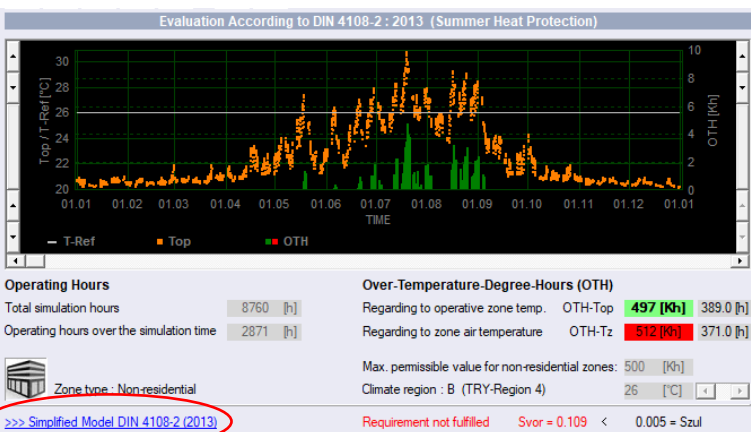 Evaluation According to DIN 4108-2 : 2013 (Summer Heat Protection)
Top / T-Ref [°C]
30
28
26
24
22
20
10
8
6
4
2
0
OTH [Kh]
01.01 01.02 01.03 01.04 01.05 01.06 01.07 01.08 01.09 01.10 01.11 01.12 01.01
TIME
T-Ref Top OTH
Operating Hours Over-Temperature-Degree-Hours (OTH)
Total simulation hours 8760 [h] Regarding to operative zone temp. OTH-Top 497 [Kh] 389.0 [h]
Operating hours over the simulation time 2871 [h] Regarding to zone air temperature OTH-Tz 512 [Kh] 371.0 [h]
Max. permissible value for non-residential zones: 500 [Kh]
Zone type : Non-residential Climate region : B (TRY-Region 4) 26 [°C]
>>> Simplified Model DIN 4108-2 (2013) Requirement not fulfilled Svor = 0.109 < 0.005 = Szul